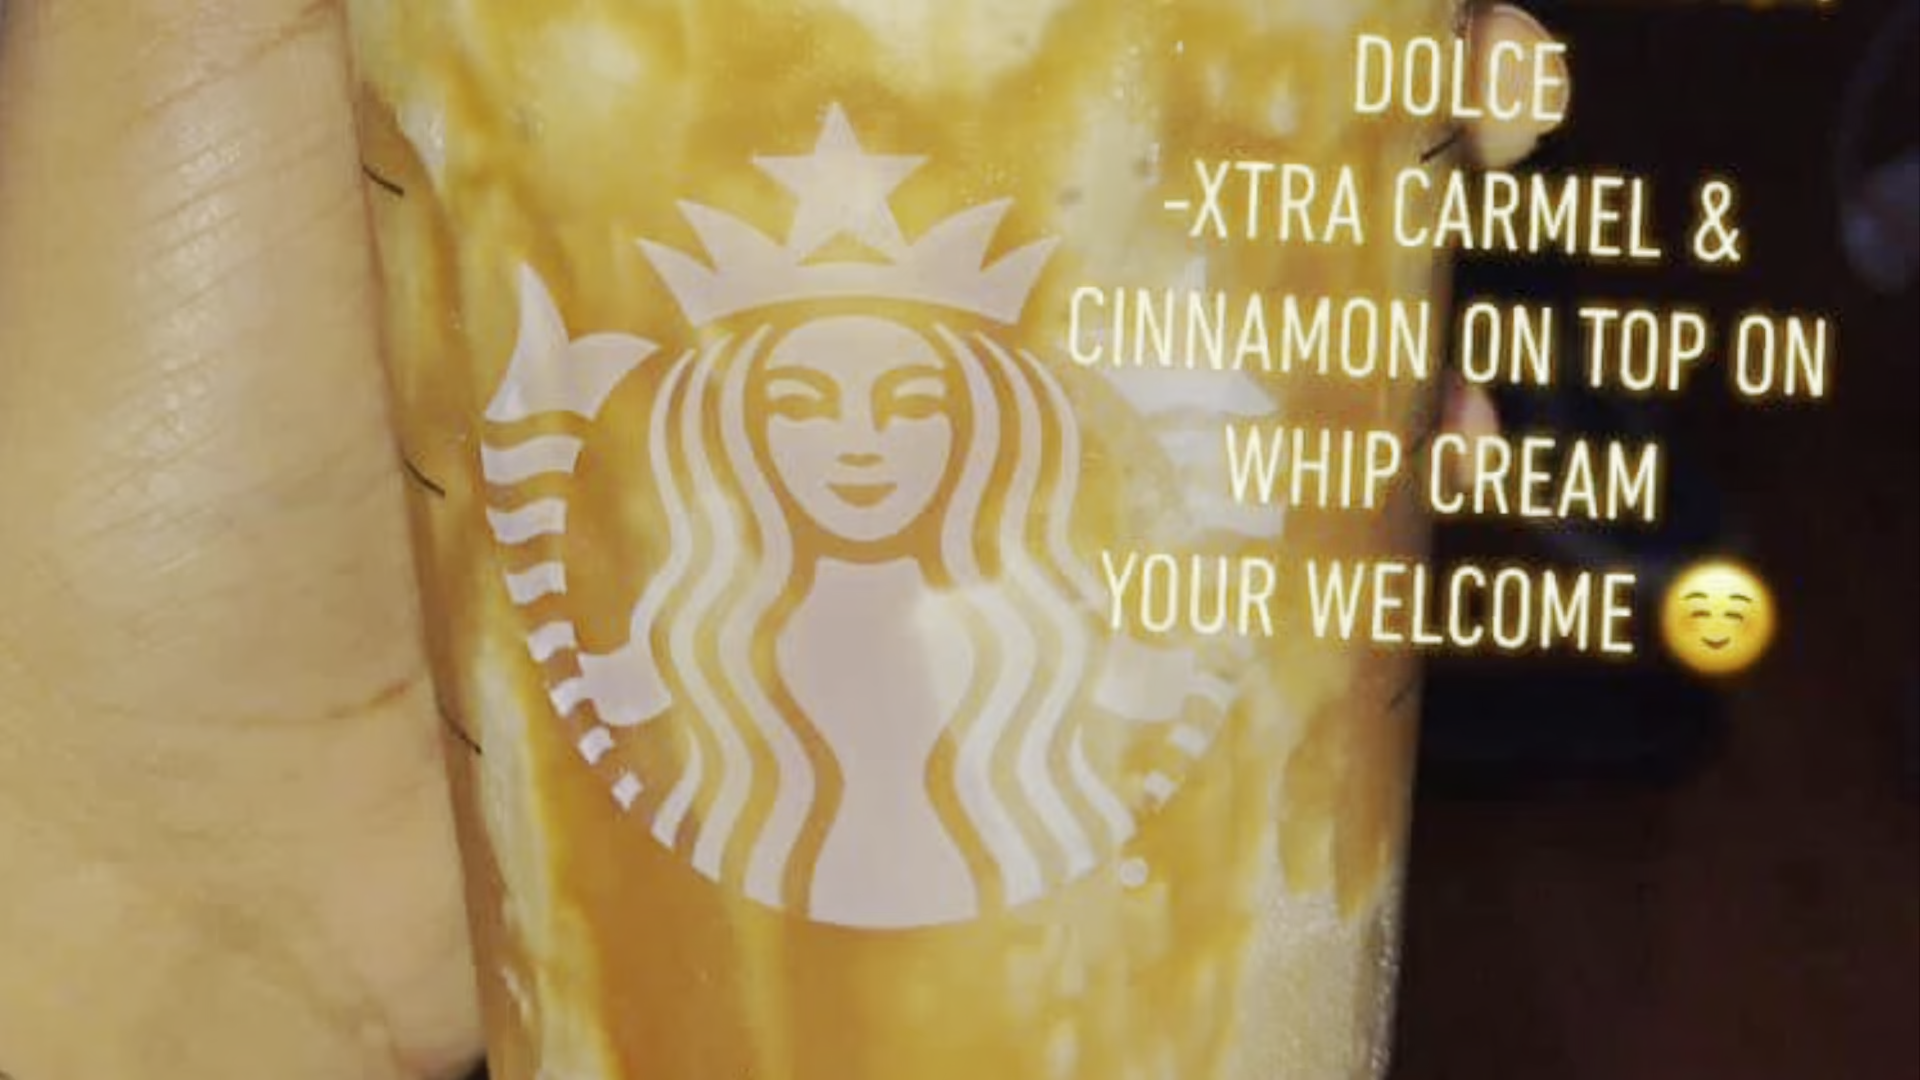 DOLCE
-XTRA CARMEL &
CINNAMON ON TOP ON
WHIP CREAM
YOUR WELCOME ☺️